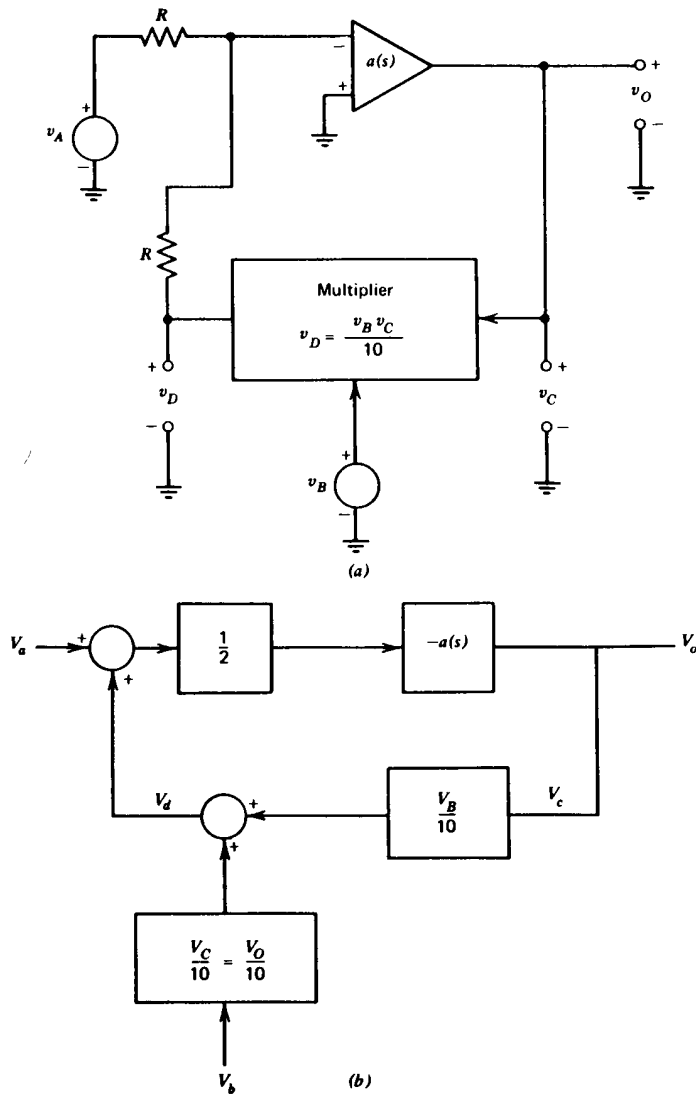 R
a(s)
−
+
+
v_O
−
+
v_A
−
R
Multiplier
v_D = v_B v_C / 10
+
v_D
−
+
v_C
−
+
v_B
−
(a)
V_a
+
+
1/2
−a(s)
V_o
V_d
+
+
V_B / 10
V_c
V_C / 10 = V_O / 10
V_b
(b)